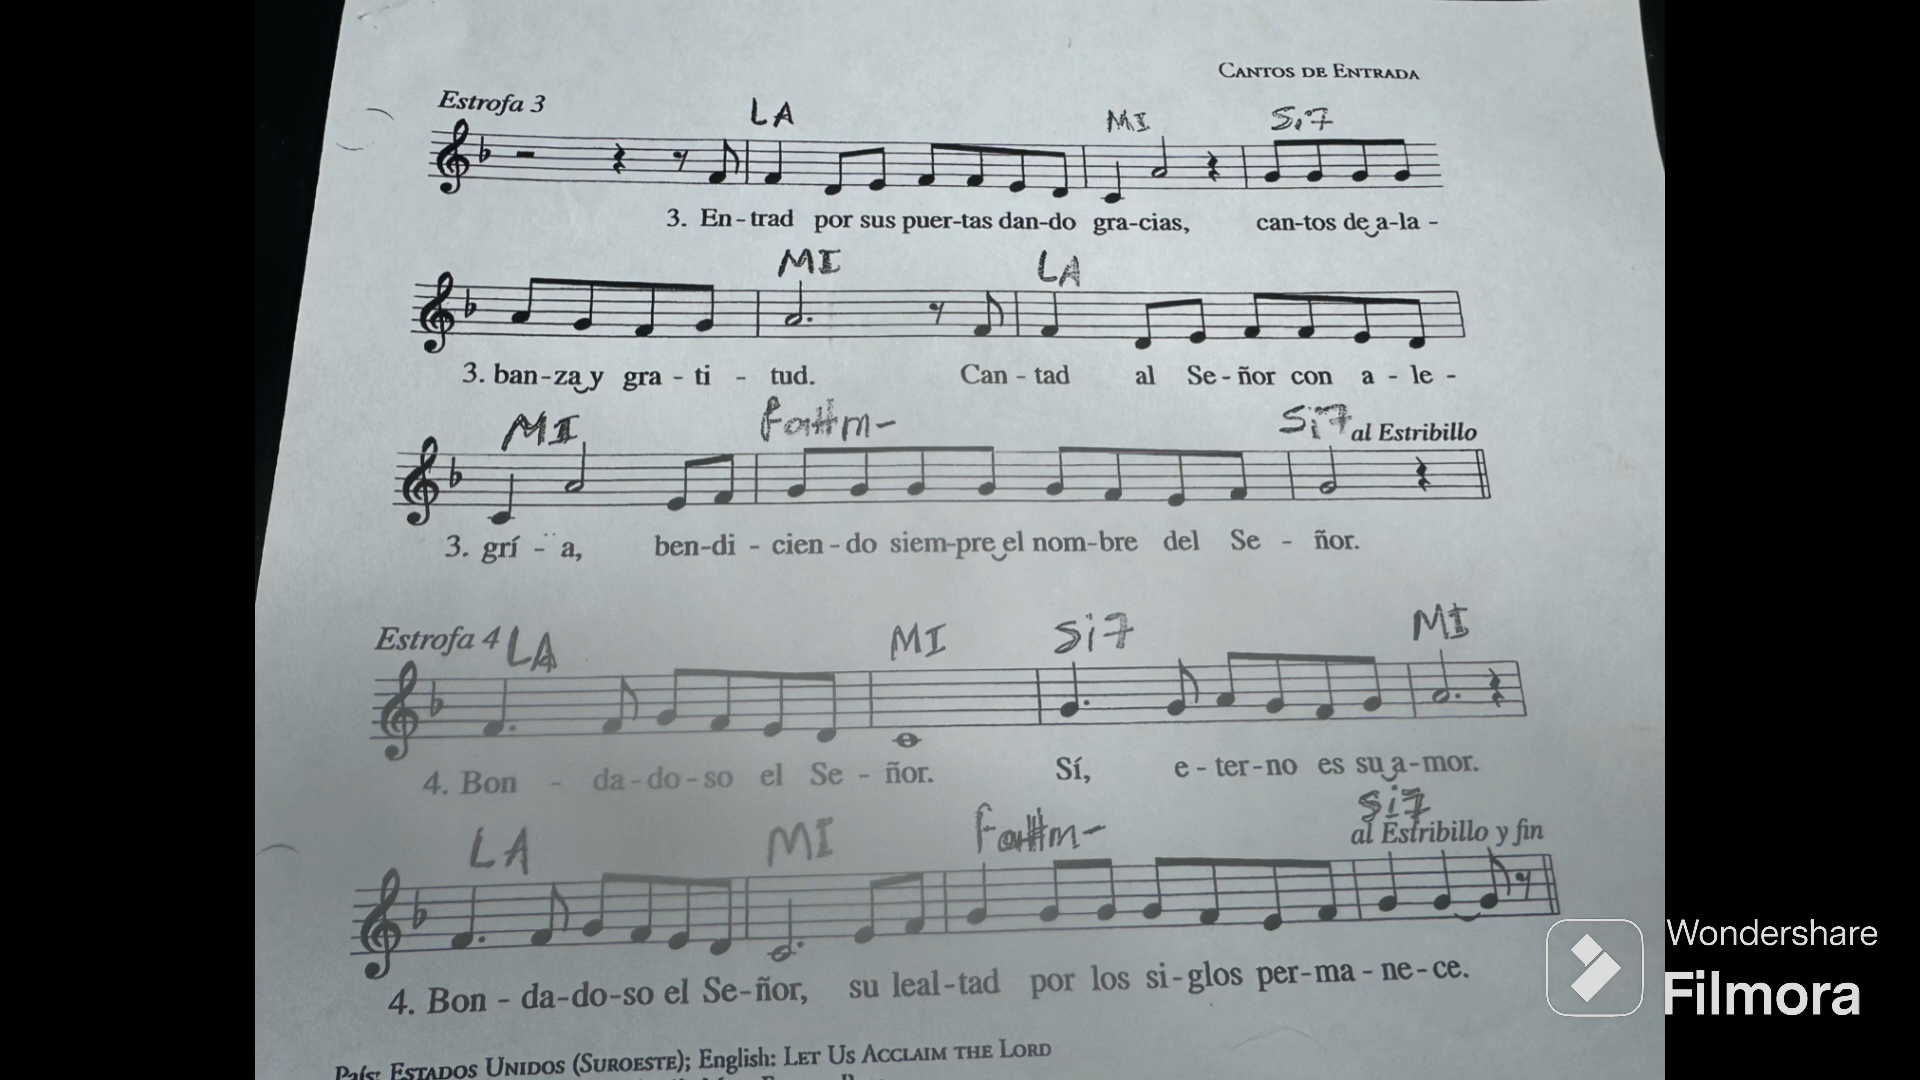 CANTOS DE ENTRADA
Estrofa 3
LA MI Si7
3. En-trad por sus puer-tas dan-do gra-cias, can-tos de a-la-
MI LA
3. ban-za y gra-ti-tud. Can-tad al Se-ñor con a-le-
MI Fa#m- Si7 al Estribillo
3. grí-a, ben-di-cien-do siem-pre el nom-bre del Se-ñor.
Estrofa 4 LA MI Si7 MI
4. Bon-da-do-so el Se-ñor. Sí, e-ter-no es su a-mor.
LA MI Fa#m- Si7
al Estribillo y fin
4. Bon-da-do-so el Se-ñor, su leal-tad por los si-glos per-ma-ne-ce.
País: ESTADOS UNIDOS (SUROESTE); English: LET US ACCLAIM THE LORD
Wondershare
Filmora